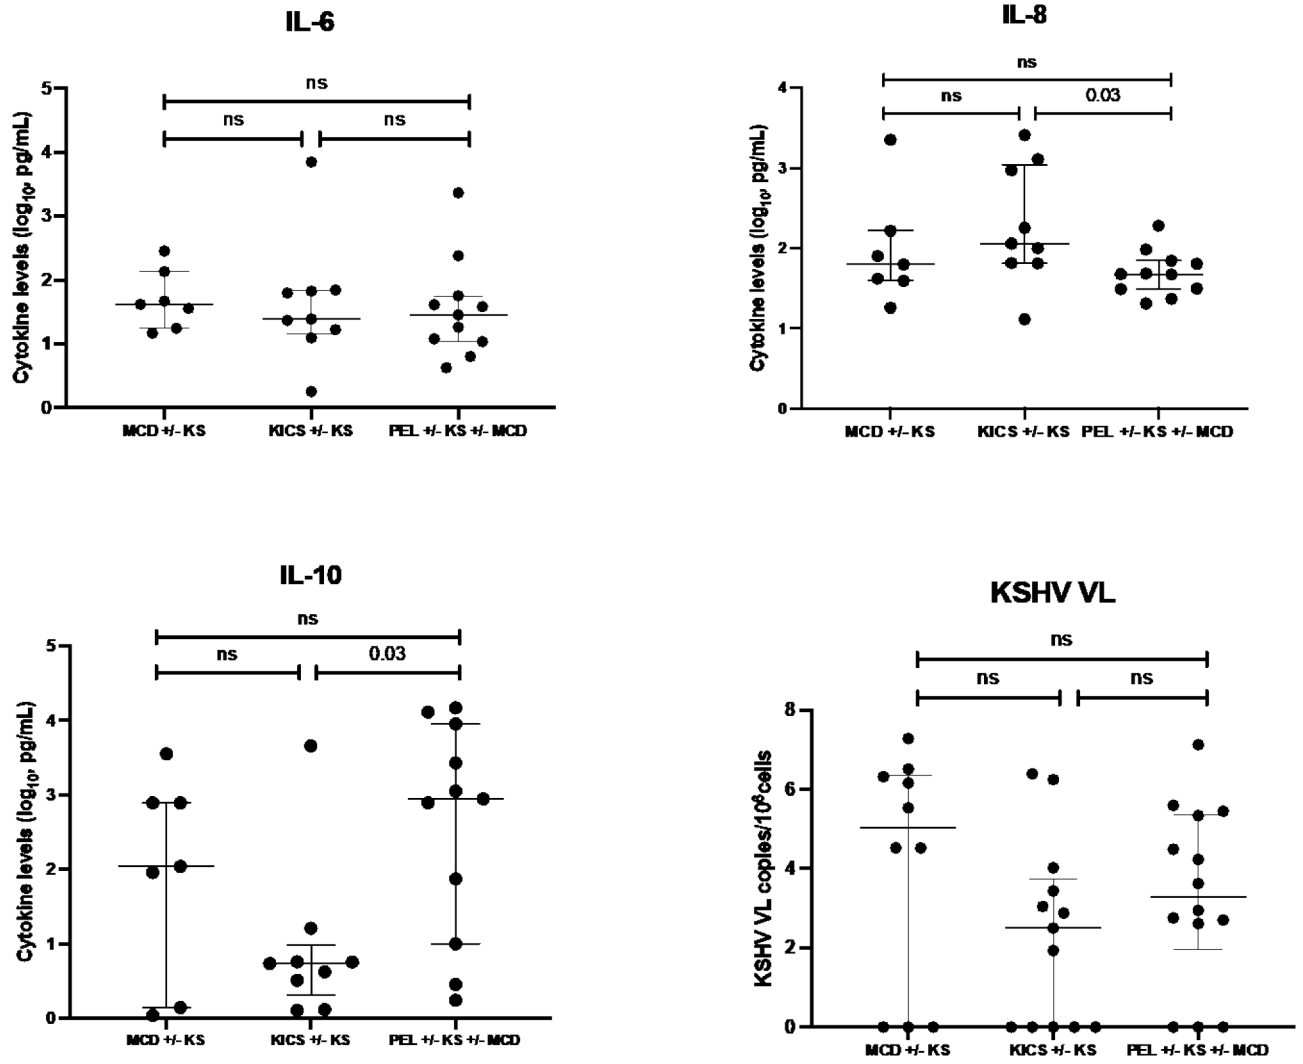 IL-6
ns
ns
ns
Cytokine levels (log₁₀, pg/mL)
5
4
3
2
1
0
MCD +/- KS
KICS +/- KS
PEL +/- KS +/- MCD
IL-8
ns
ns
0.03
Cytokine levels (log₁₀, pg/mL)
4
3
2
1
0
MCD +/- KS
KICS +/- KS
PEL +/- KS +/- MCD
IL-10
ns
ns
0.03
Cytokine levels (log₁₀, pg/mL)
5
4
3
2
1
0
MCD +/- KS
KICS +/- KS
PEL +/- KS +/- MCD
KSHV VL
ns
ns
ns
KSHV VL copies/10⁶cells
8
6
4
2
0
MCD +/- KS
KICS +/- KS
PEL +/- KS +/- MCD